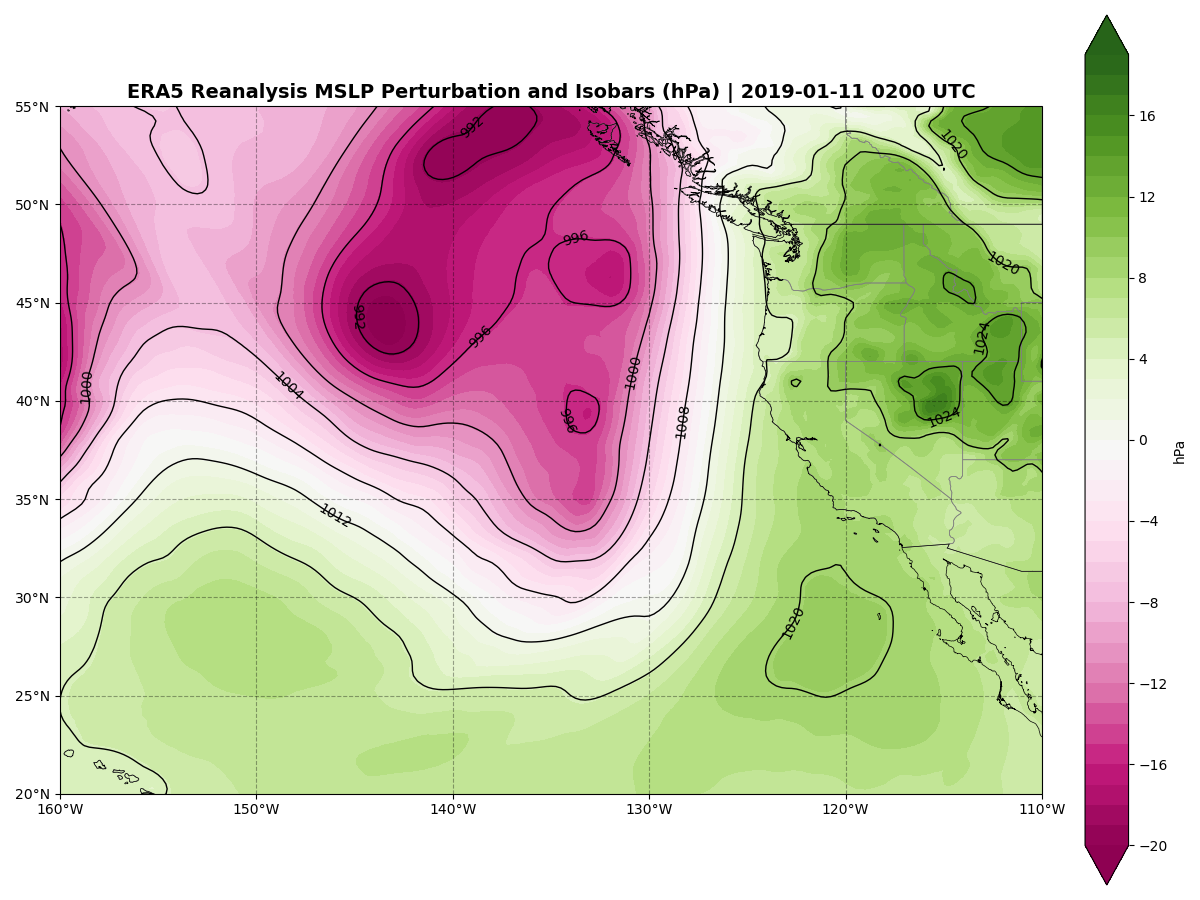 ERA5 Reanalysis MSLP Perturbation and Isobars (hPa) | 2019-01-11 0200 UTC
55°N
50°N
45°N
40°N
35°N
30°N
25°N
20°N
160°W
150°W
140°W
130°W
120°W
110°W
992
1020
996
1020
992
996
1024
1000
1000
1004
996
1008
1024
1012
1020
16
12
8
4
0
−4
−8
−12
−16
−20
hPa